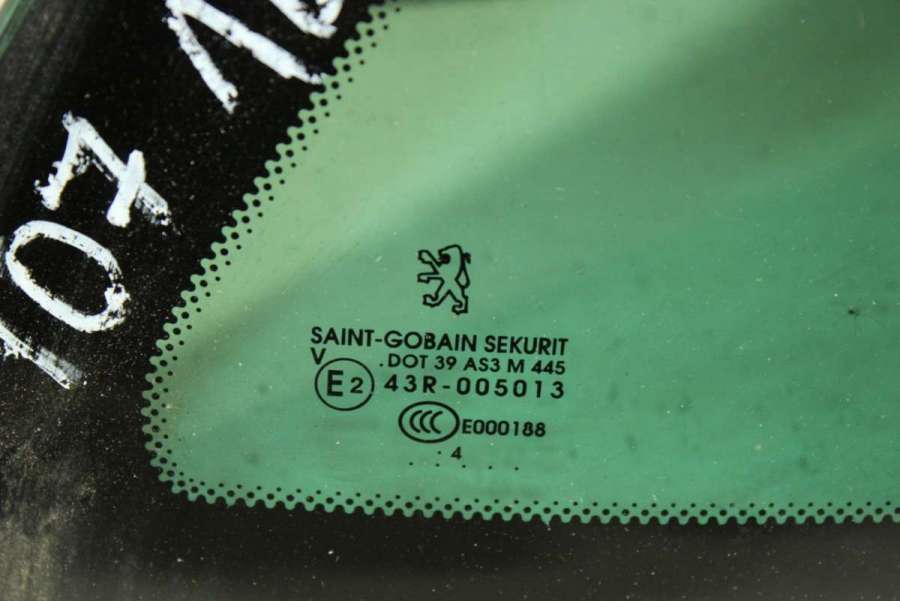 107
SAINT-GOBAIN SEKURIT
V .DOT 39 AS3 M 445
E2 43R-005013
CCC E000188
. 4
. . . . .